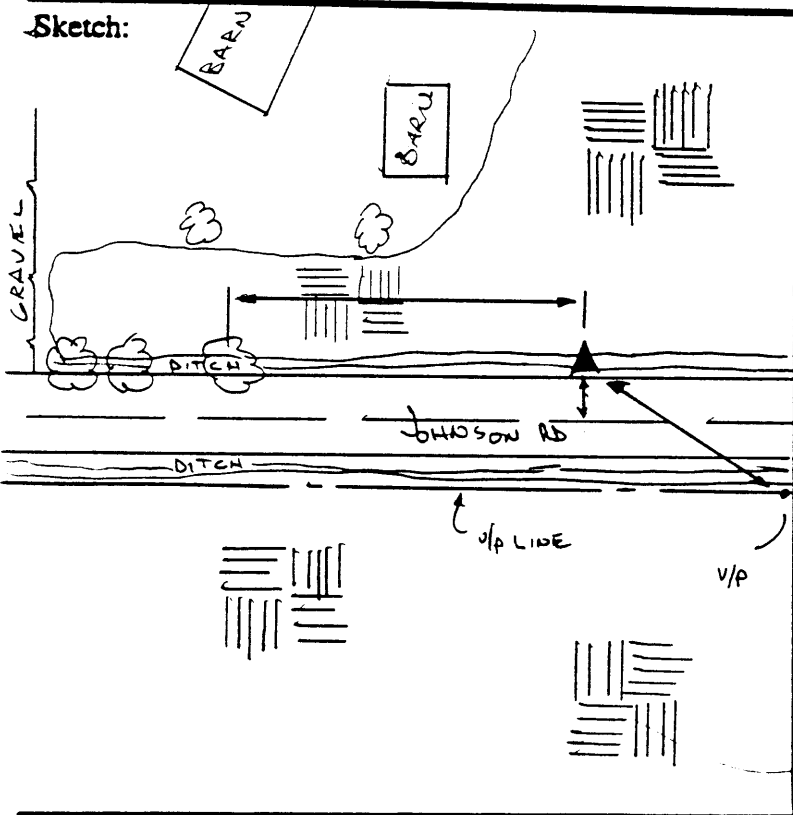 Sketch:
BARN
BARN
GRAVEL
DITCH
JOHNSON RD
DITCH
U/P LINE
U/P